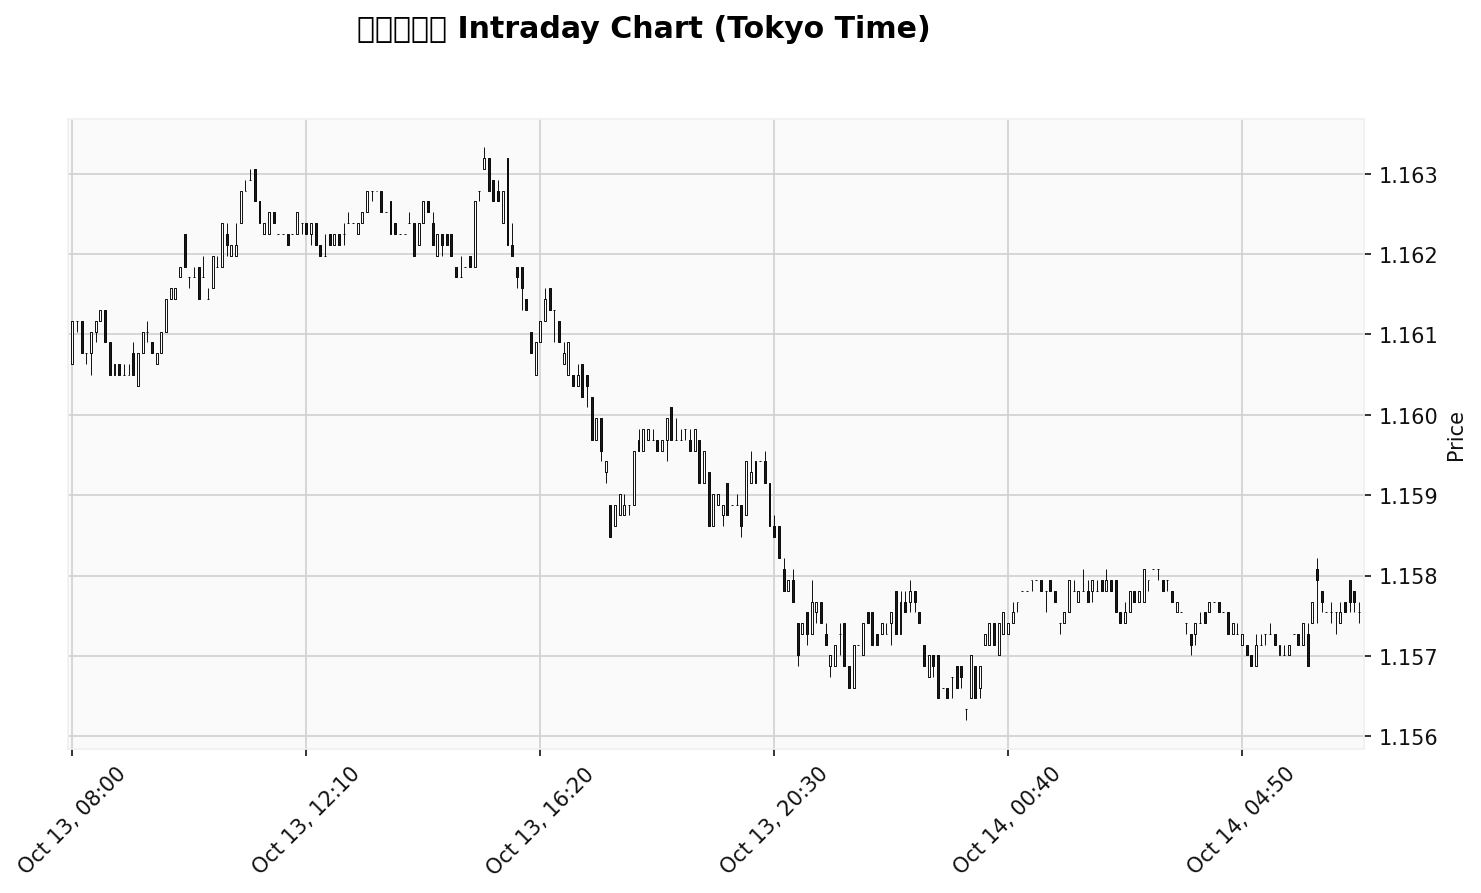 Intraday Chart (Tokyo Time)
1.163
1.162
1.161
1.160
1.159
1.158
1.157
1.156
Price
Oct 13, 08:00
Oct 13, 12:10
Oct 13, 16:20
Oct 13, 20:30
Oct 14, 00:40
Oct 14, 04:50